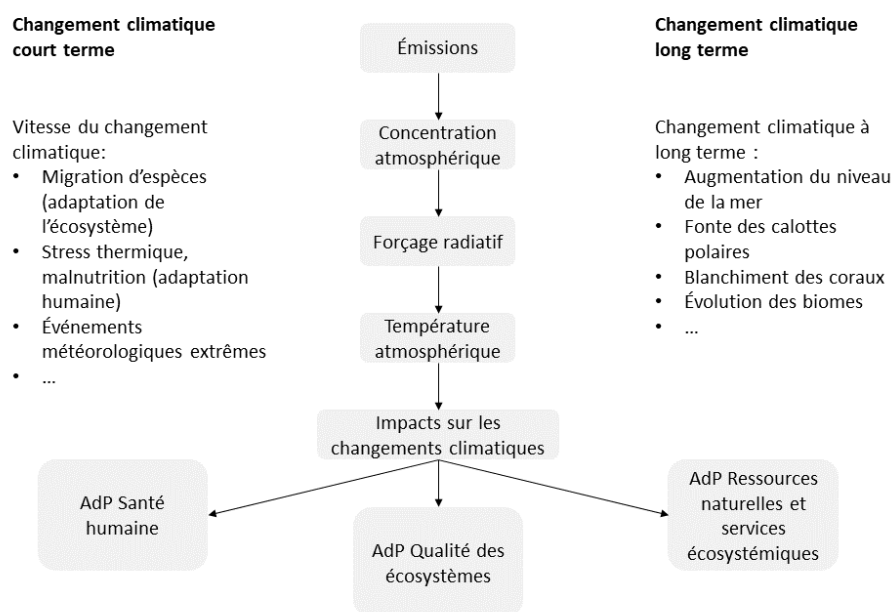 Changement climatique
court terme
Vitesse du changement
climatique:
• Migration d'espèces
(adaptation de
l'écosystème)
• Stress thermique,
malnutrition (adaptation
humaine)
• Événements
météorologiques extrêmes
• ...
Émissions
Concentration
atmosphérique
Forçage radiatif
Température
atmosphérique
Impacts sur les
changements climatiques
AdP Santé
humaine
AdP Qualité des
écosystèmes
AdP Ressources
naturelles et
services
écosystémiques
Changement climatique
long terme
Changement climatique à
long terme :
• Augmentation du niveau
de la mer
• Fonte des calottes
polaires
• Blanchiment des coraux
• Évolution des biomes
• ...